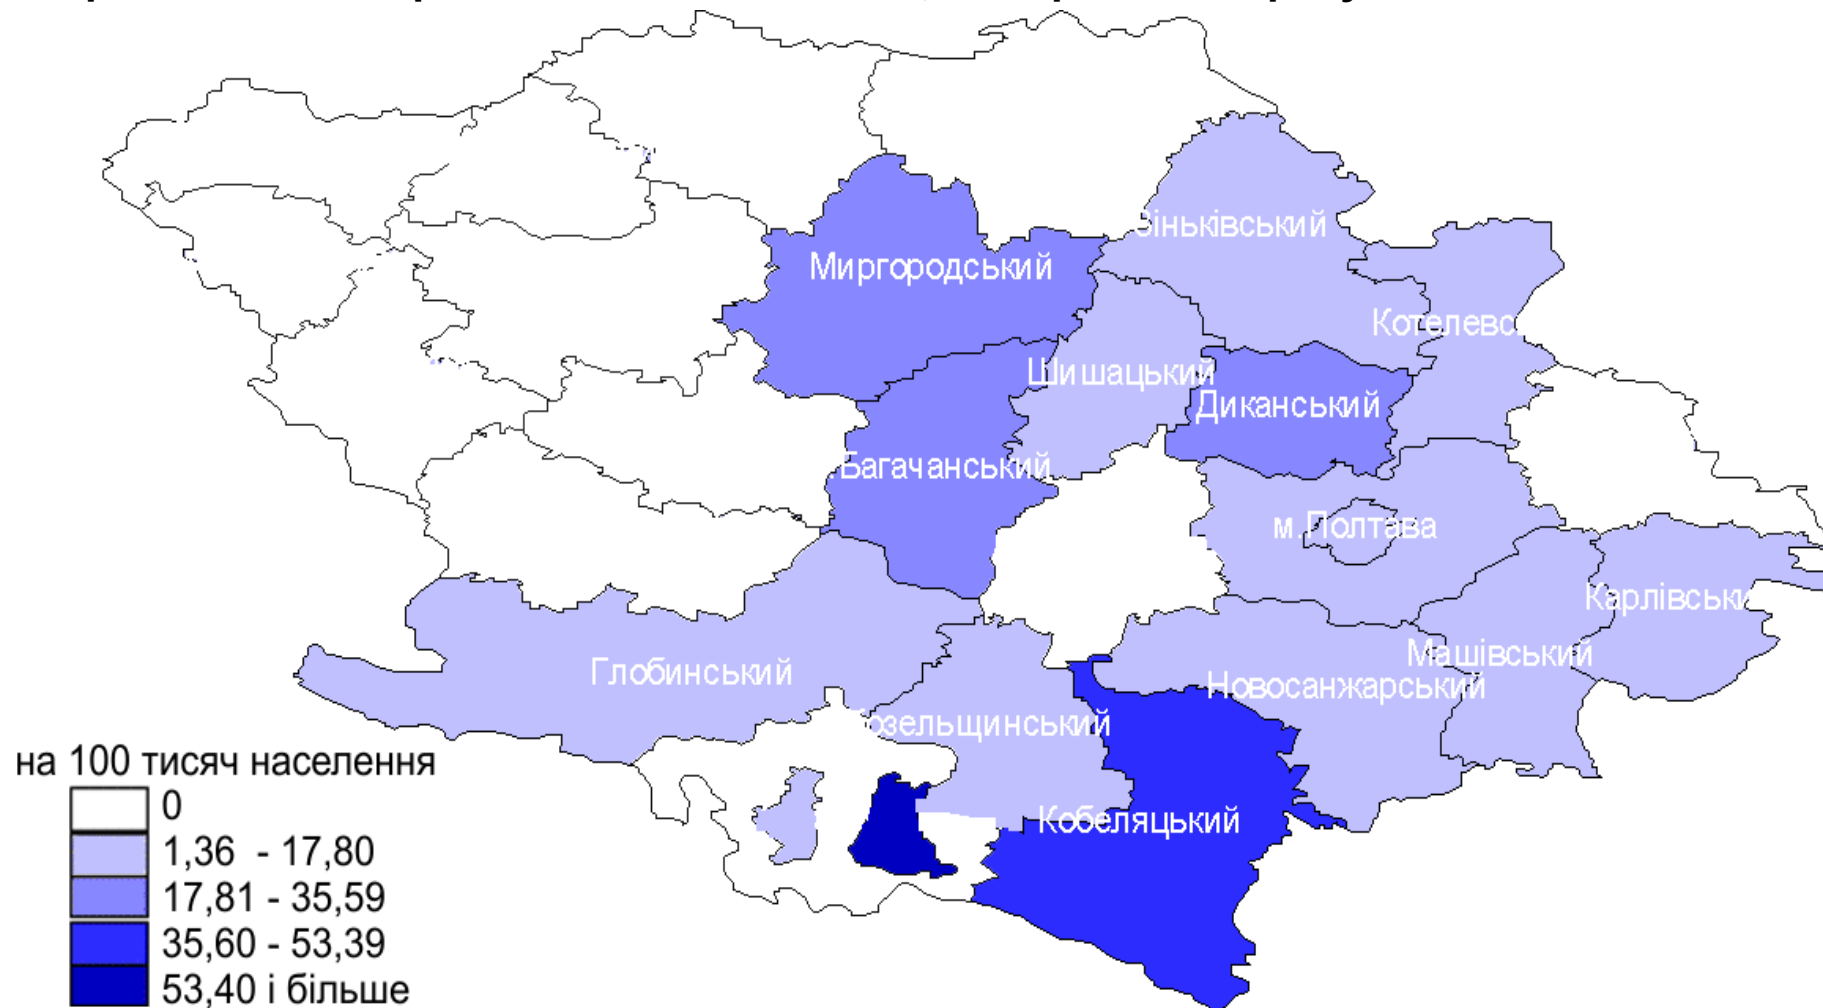 Зіньківський
Миргородський
Котелевс
Шишацький
Диканський
Багачанський
м.Полтава
Карлівськи
Машівський
Глобинський
Новосанжарський
Козельщинський
Кобеляцький
на 100 тисяч населення
0
1,36 - 17,80
17,81 - 35,59
35,60 - 53,39
53,40 і більше